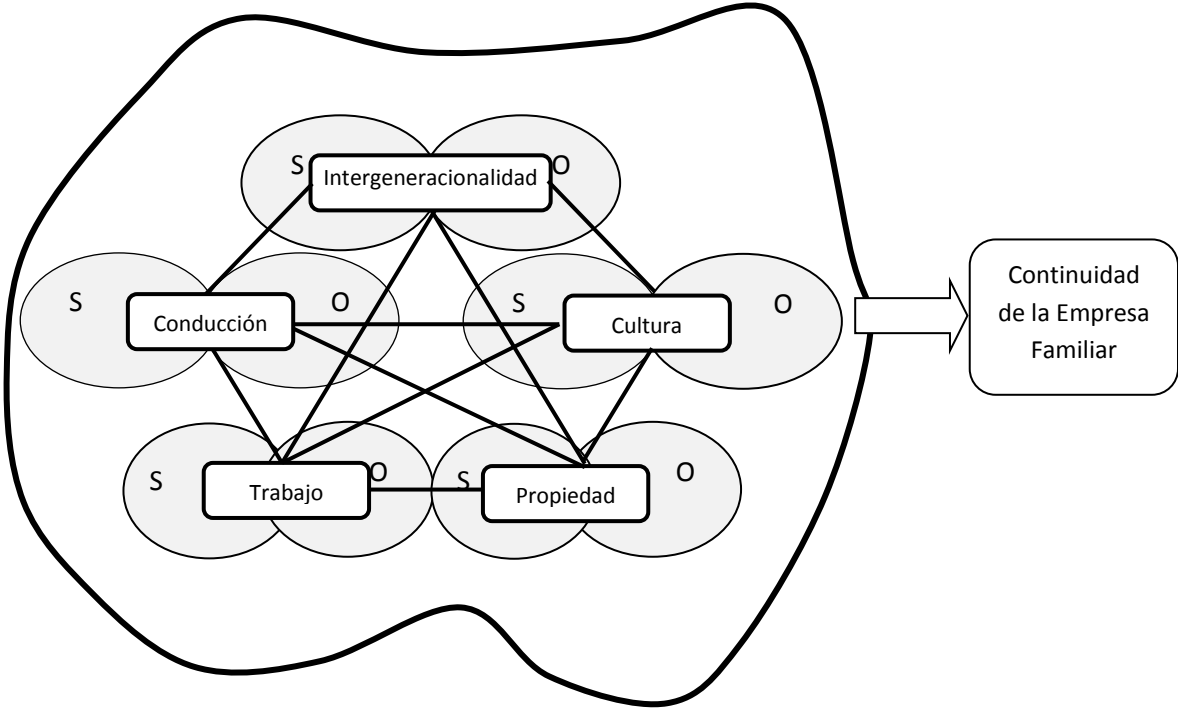 S
Intergeneracionalidad
O
S
Conducción
O
S
Cultura
O
Continuidad
de la Empresa
Familiar
S
Trabajo
O
S
Propiedad
O